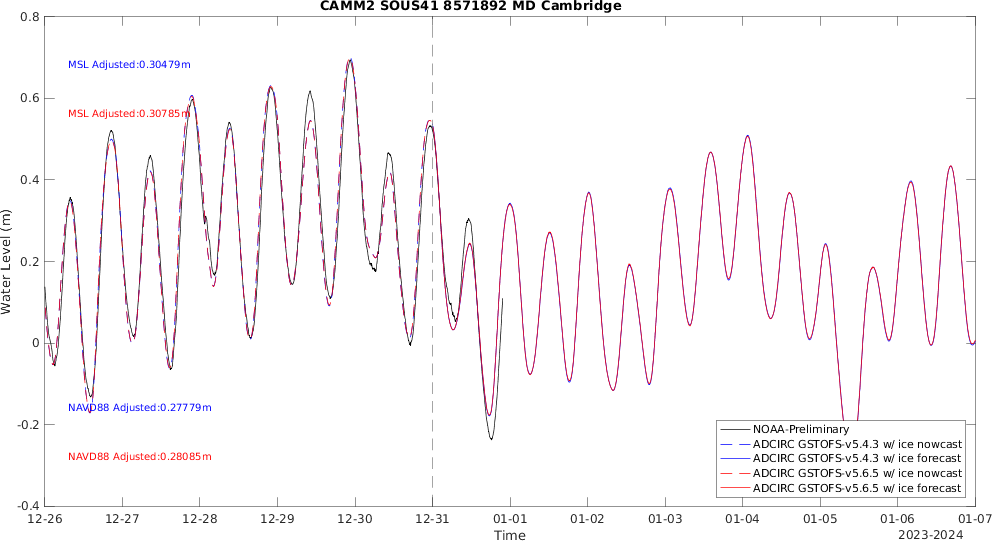 CAMM2 SOUS41 8571892 MD Cambridge
0.8
0.6
0.4
0.2
0
-0.2
-0.4
Water Level (m)
MSL Adjusted:0.30479m
MSL Adjusted:0.30785m
NAVD88 Adjusted:0.27779m
NAVD88 Adjusted:0.28085m
NOAA-Preliminary
ADCIRC GSTOFS-v5.4.3 w/ ice nowcast
ADCIRC GSTOFS-v5.4.3 w/ ice forecast
ADCIRC GSTOFS-v5.6.5 w/ ice nowcast
ADCIRC GSTOFS-v5.6.5 w/ ice forecast
12-26 12-27 12-28 12-29 12-30 12-31 01-01 01-02 01-03 01-04 01-05 01-06 01-07
Time
2023-2024